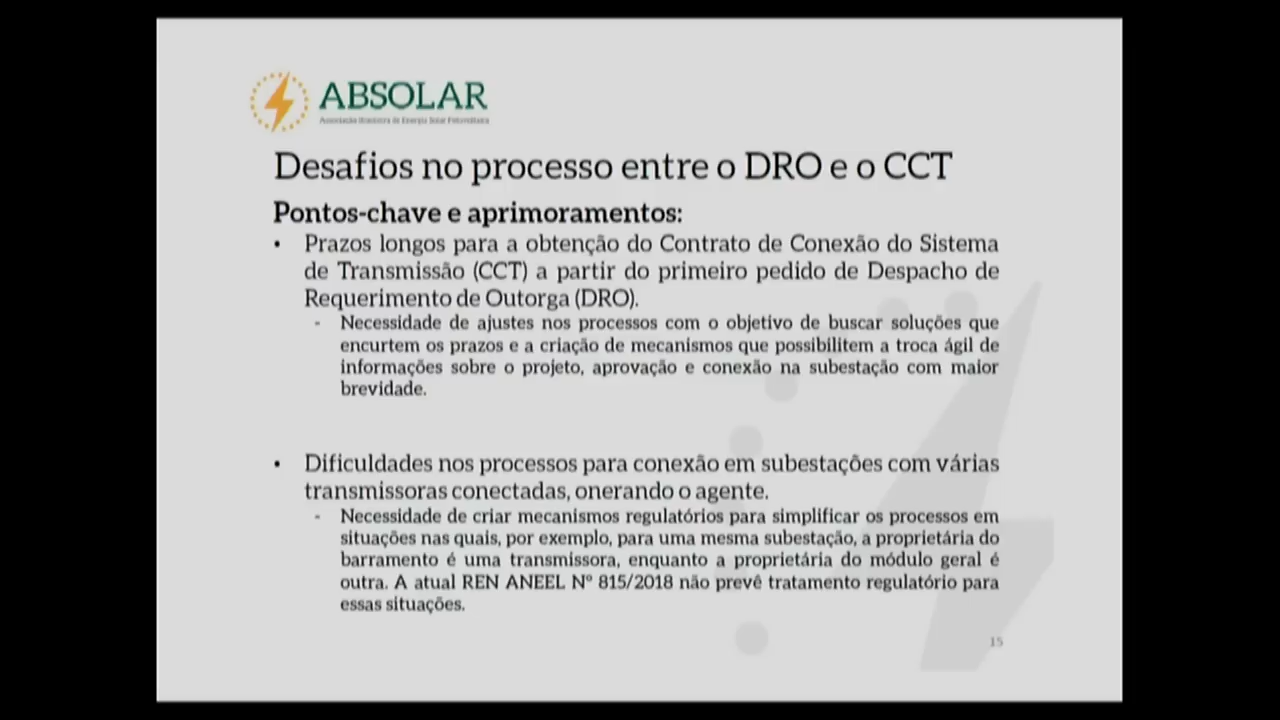 ABSOLAR
Associação Brasileira de Energia Solar Fotovoltaica
Desafios no processo entre o DRO e o CCT
Pontos-chave e aprimoramentos:
• Prazos longos para a obtenção do Contrato de Conexão do Sistema
de Transmissão (CCT) a partir do primeiro pedido de Despacho de
Requerimento de Outorga (DRO).
- Necessidade de ajustes nos processos com o objetivo de buscar soluções que
encurtem os prazos e a criação de mecanismos que possibilitem a troca ágil de
informações sobre o projeto, aprovação e conexão na subestação com maior
brevidade.
• Dificuldades nos processos para conexão em subestações com várias
transmissoras conectadas, onerando o agente.
- Necessidade de criar mecanismos regulatórios para simplificar os processos em
situações nas quais, por exemplo, para uma mesma subestação, a proprietária do
barramento é uma transmissora, enquanto a proprietária do módulo geral é
outra. A atual REN ANEEL Nº 815/2018 não prevê tratamento regulatório para
essas situações.
15